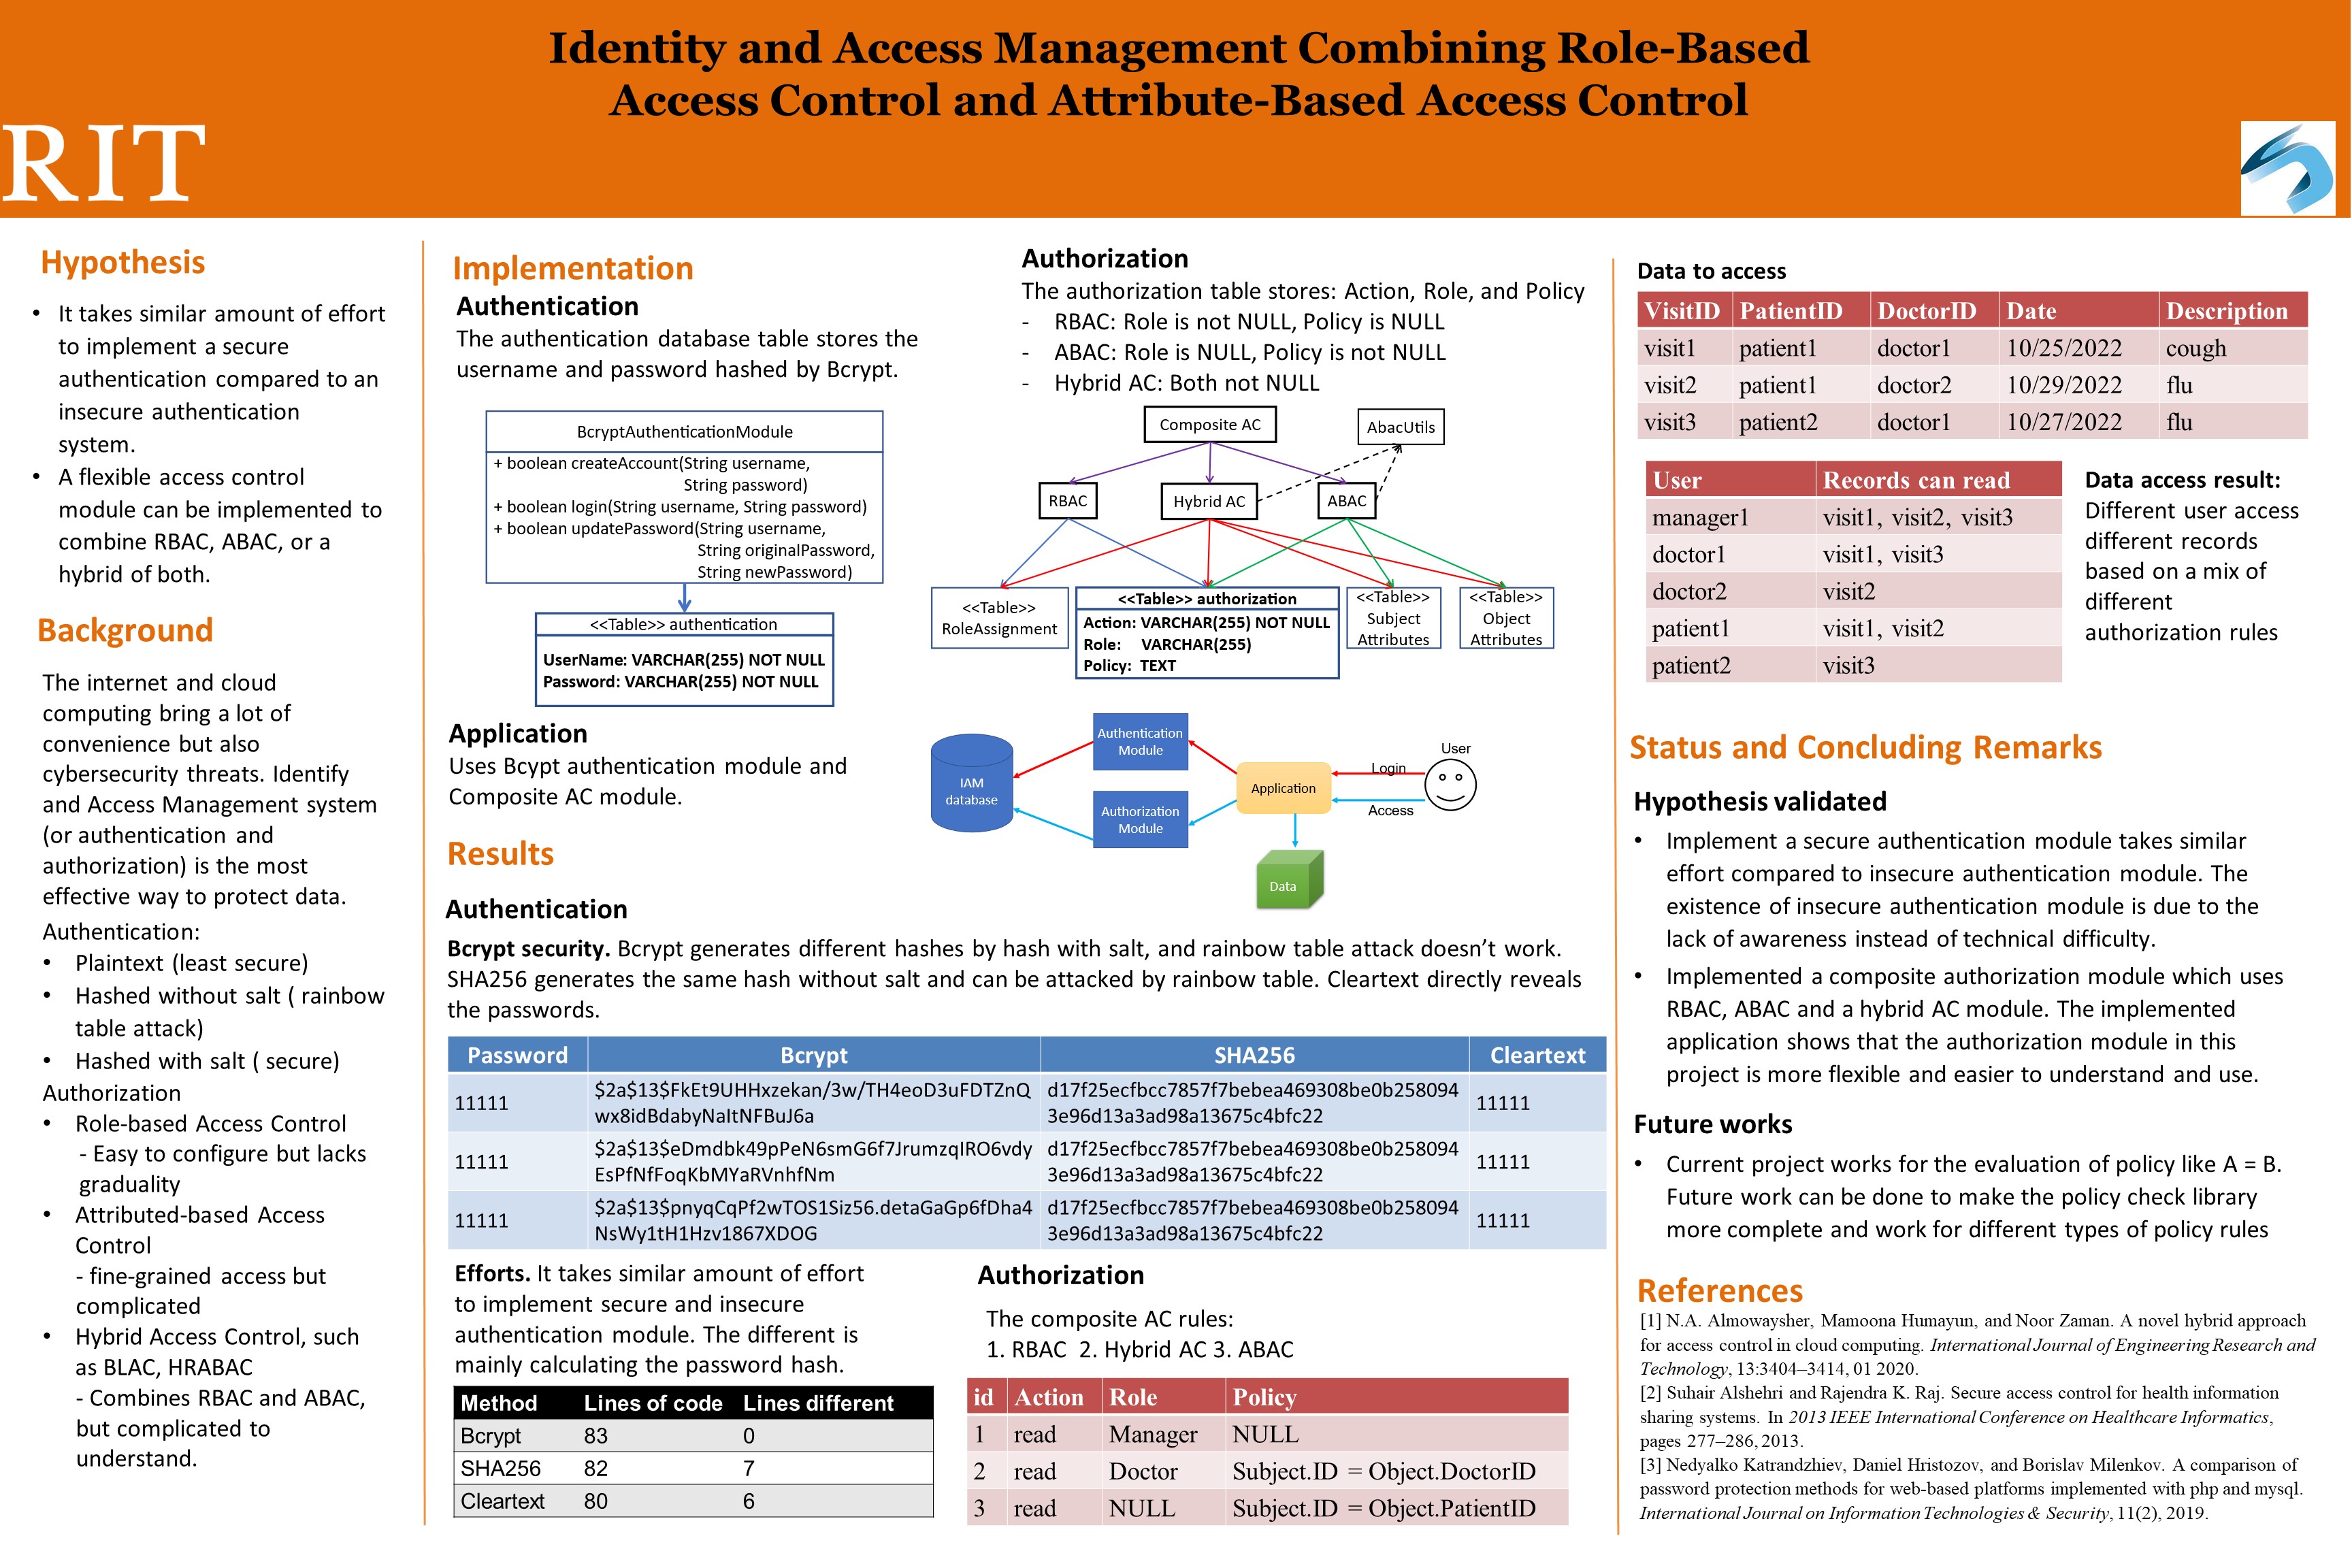 Identity and Access Management Combining Role-Based
Access Control and Attribute-Based Access Control
RIT
Hypothesis
• It takes similar amount of effort
to implement a secure
authentication compared to an
insecure authentication
system.
• A flexible access control
module can be implemented to
combine RBAC, ABAC, or a
hybrid of both.
Background
The internet and cloud
computing bring a lot of
convenience but also
cybersecurity threats. Identify
and Access Management system
(or authentication and
authorization) is the most
effective way to protect data.
Authentication:
• Plaintext (least secure)
• Hashed without salt ( rainbow
table attack)
• Hashed with salt ( secure)
Authorization
• Role-based Access Control
- Easy to configure but lacks
graduality
• Attributed-based Access
Control
- fine-grained access but
complicated
• Hybrid Access Control, such
as BLAC, HRABAC
- Combines RBAC and ABAC,
but complicated to
understand.
Implementation
Authentication
The authentication database table stores the
username and password hashed by Bcrypt.
BcryptAuthenticationModule
+ boolean createAccount(String username,
String password)
+ boolean login(String username, String password)
+ boolean updatePassword(String username,
String originalPassword,
String newPassword)
<<Table>> authentication
UserName: VARCHAR(255) NOT NULL
Password: VARCHAR(255) NOT NULL
Application
Uses Bcypt authentication module and
Composite AC module.
Authorization
The authorization table stores: Action, Role, and Policy
- RBAC: Role is not NULL, Policy is NULL
- ABAC: Role is NULL, Policy is not NULL
- Hybrid AC: Both not NULL
Composite AC
AbacUtils
RBAC
Hybrid AC
ABAC
<<Table>>
RoleAssignment
<<Table>> authorization
Action: VARCHAR(255) NOT NULL
Role: VARCHAR(255)
Policy: TEXT
<<Table>>
Subject
Attributes
<<Table>>
Object
Attributes
IAM
database
Authentication
Module
Authorization
Module
Application
Login
Access
User
Data
Results
Authentication
Bcrypt security. Bcrypt generates different hashes by hash with salt, and rainbow table attack doesn’t work.
SHA256 generates the same hash without salt and can be attacked by rainbow table. Cleartext directly reveals
the passwords.
Password Bcrypt SHA256 Cleartext
11111 $2a$13$FkEt9UHHxzekan/3w/TH4eoD3uFDTZnQ d17f25ecfbcc7857f7bebea469308be0b258094 11111
wx8idBdabyNaItNFBuJ6a 3e96d13a3ad98a13675c4bfc22
11111 $2a$13$eDmdbk49pPeN6smG6f7JrumzqIRO6vdy d17f25ecfbcc7857f7bebea469308be0b258094 11111
EsPfNfFoqKbMYaRVnhfNm 3e96d13a3ad98a13675c4bfc22
11111 $2a$13$pnyqCqPf2wTOS1Siz56.detaGaGp6fDha4 d17f25ecfbcc7857f7bebea469308be0b258094 11111
NsWy1tH1Hzv1867XDOG 3e96d13a3ad98a13675c4bfc22
Efforts. It takes similar amount of effort
to implement secure and insecure
authentication module. The different is
mainly calculating the password hash.
Method Lines of code Lines different
Bcrypt 83 0
SHA256 82 7
Cleartext 80 6
Authorization
The composite AC rules:
1. RBAC 2. Hybrid AC 3. ABAC
id Action Role Policy
1 read Manager NULL
2 read Doctor Subject.ID = Object.DoctorID
3 read NULL Subject.ID = Object.PatientID
Data to access
VisitID PatientID DoctorID Date Description
visit1 patient1 doctor1 10/25/2022 cough
visit2 patient1 doctor2 10/29/2022 flu
visit3 patient2 doctor1 10/27/2022 flu
User Records can read
manager1 visit1, visit2, visit3
doctor1 visit1, visit3
doctor2 visit2
patient1 visit1, visit2
patient2 visit3
Data access result:
Different user access
different records
based on a mix of
different
authorization rules
Status and Concluding Remarks
Hypothesis validated
• Implement a secure authentication module takes similar
effort compared to insecure authentication module. The
existence of insecure authentication module is due to the
lack of awareness instead of technical difficulty.
• Implemented a composite authorization module which uses
RBAC, ABAC and a hybrid AC module. The implemented
application shows that the authorization module in this
project is more flexible and easier to understand and use.
Future works
• Current project works for the evaluation of policy like A = B.
Future work can be done to make the policy check library
more complete and work for different types of policy rules
References
[1] N.A. Almowaysher, Mamoona Humayun, and Noor Zaman. A novel hybrid approach
for access control in cloud computing. International Journal of Engineering Research and
Technology, 13:3404–3414, 01 2020.
[2] Suhair Alshehri and Rajendra K. Raj. Secure access control for health information
sharing systems. In 2013 IEEE International Conference on Healthcare Informatics,
pages 277–286, 2013.
[3] Nedyalko Katrandzhiev, Daniel Hristozov, and Borislav Milenkov. A comparison of
password protection methods for web-based platforms implemented with php and mysql.
International Journal on Information Technologies & Security, 11(2), 2019.